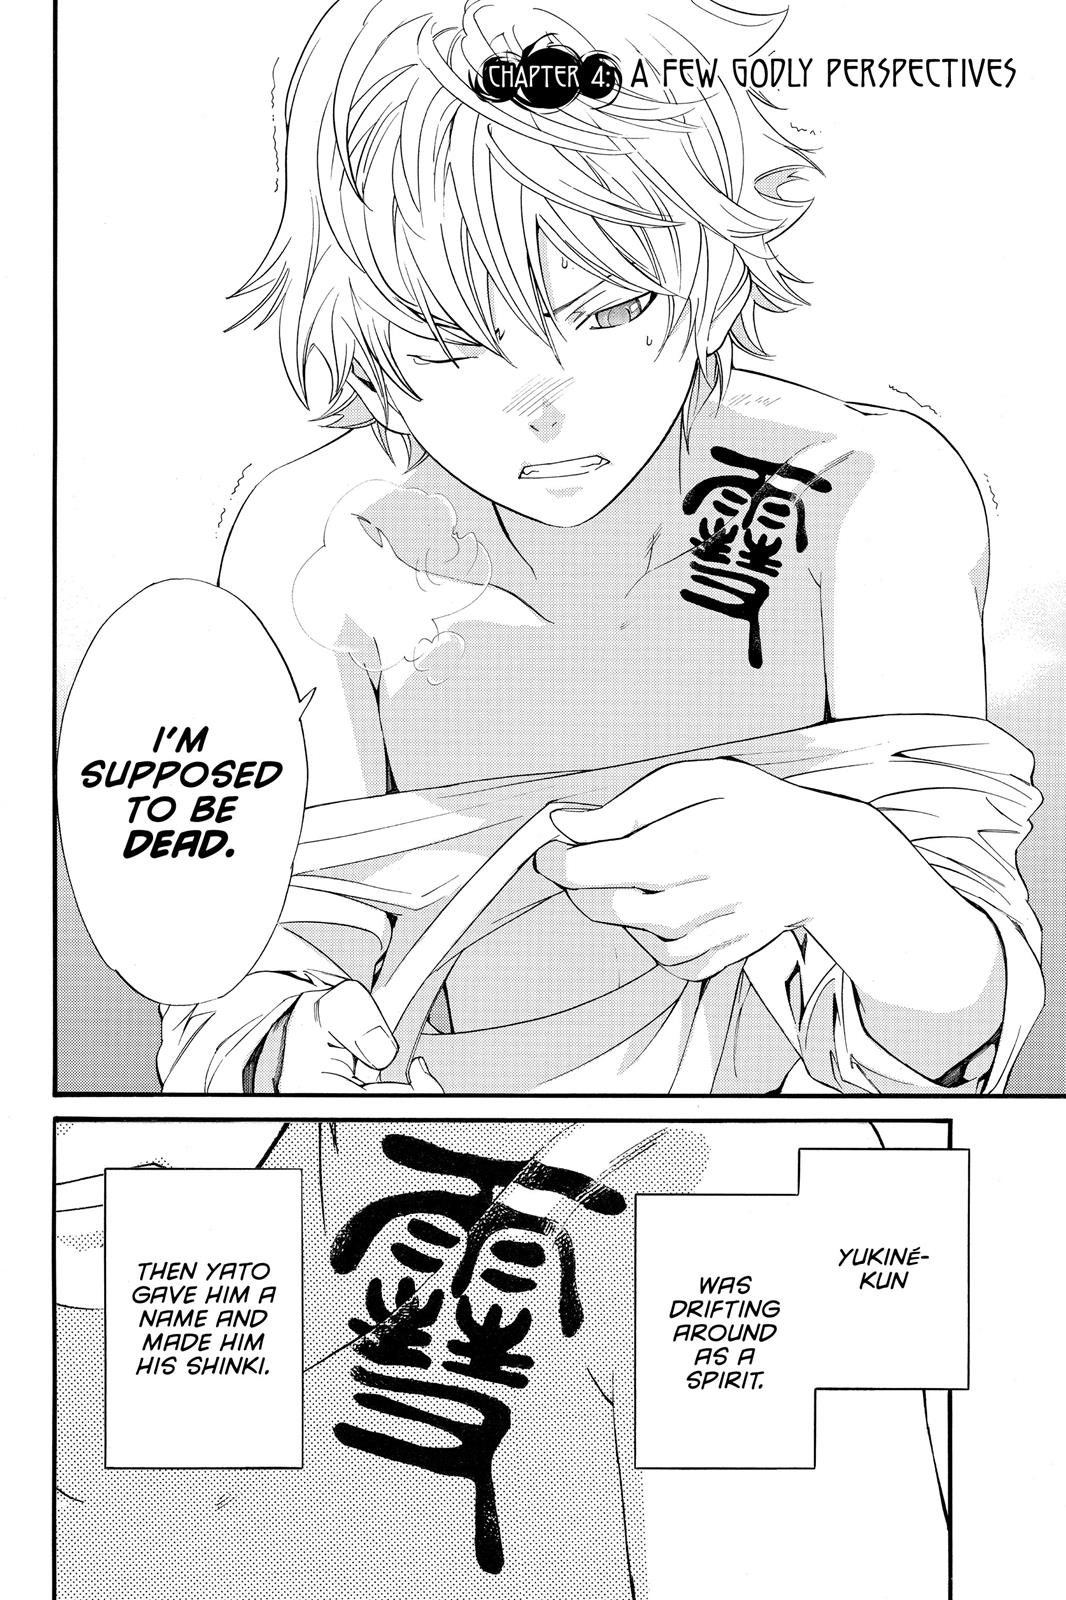 CHAPTER 4: A FEW GODLY PERSPECTIVES
I'M
SUPPOSED
TO BE
DEAD.
雪
YUKINÉ-
KUN
WAS
DRIFTING
AROUND
AS A
SPIRIT.
雪
THEN YATO
GAVE HIM A
NAME AND
MADE HIM
HIS SHINKI.